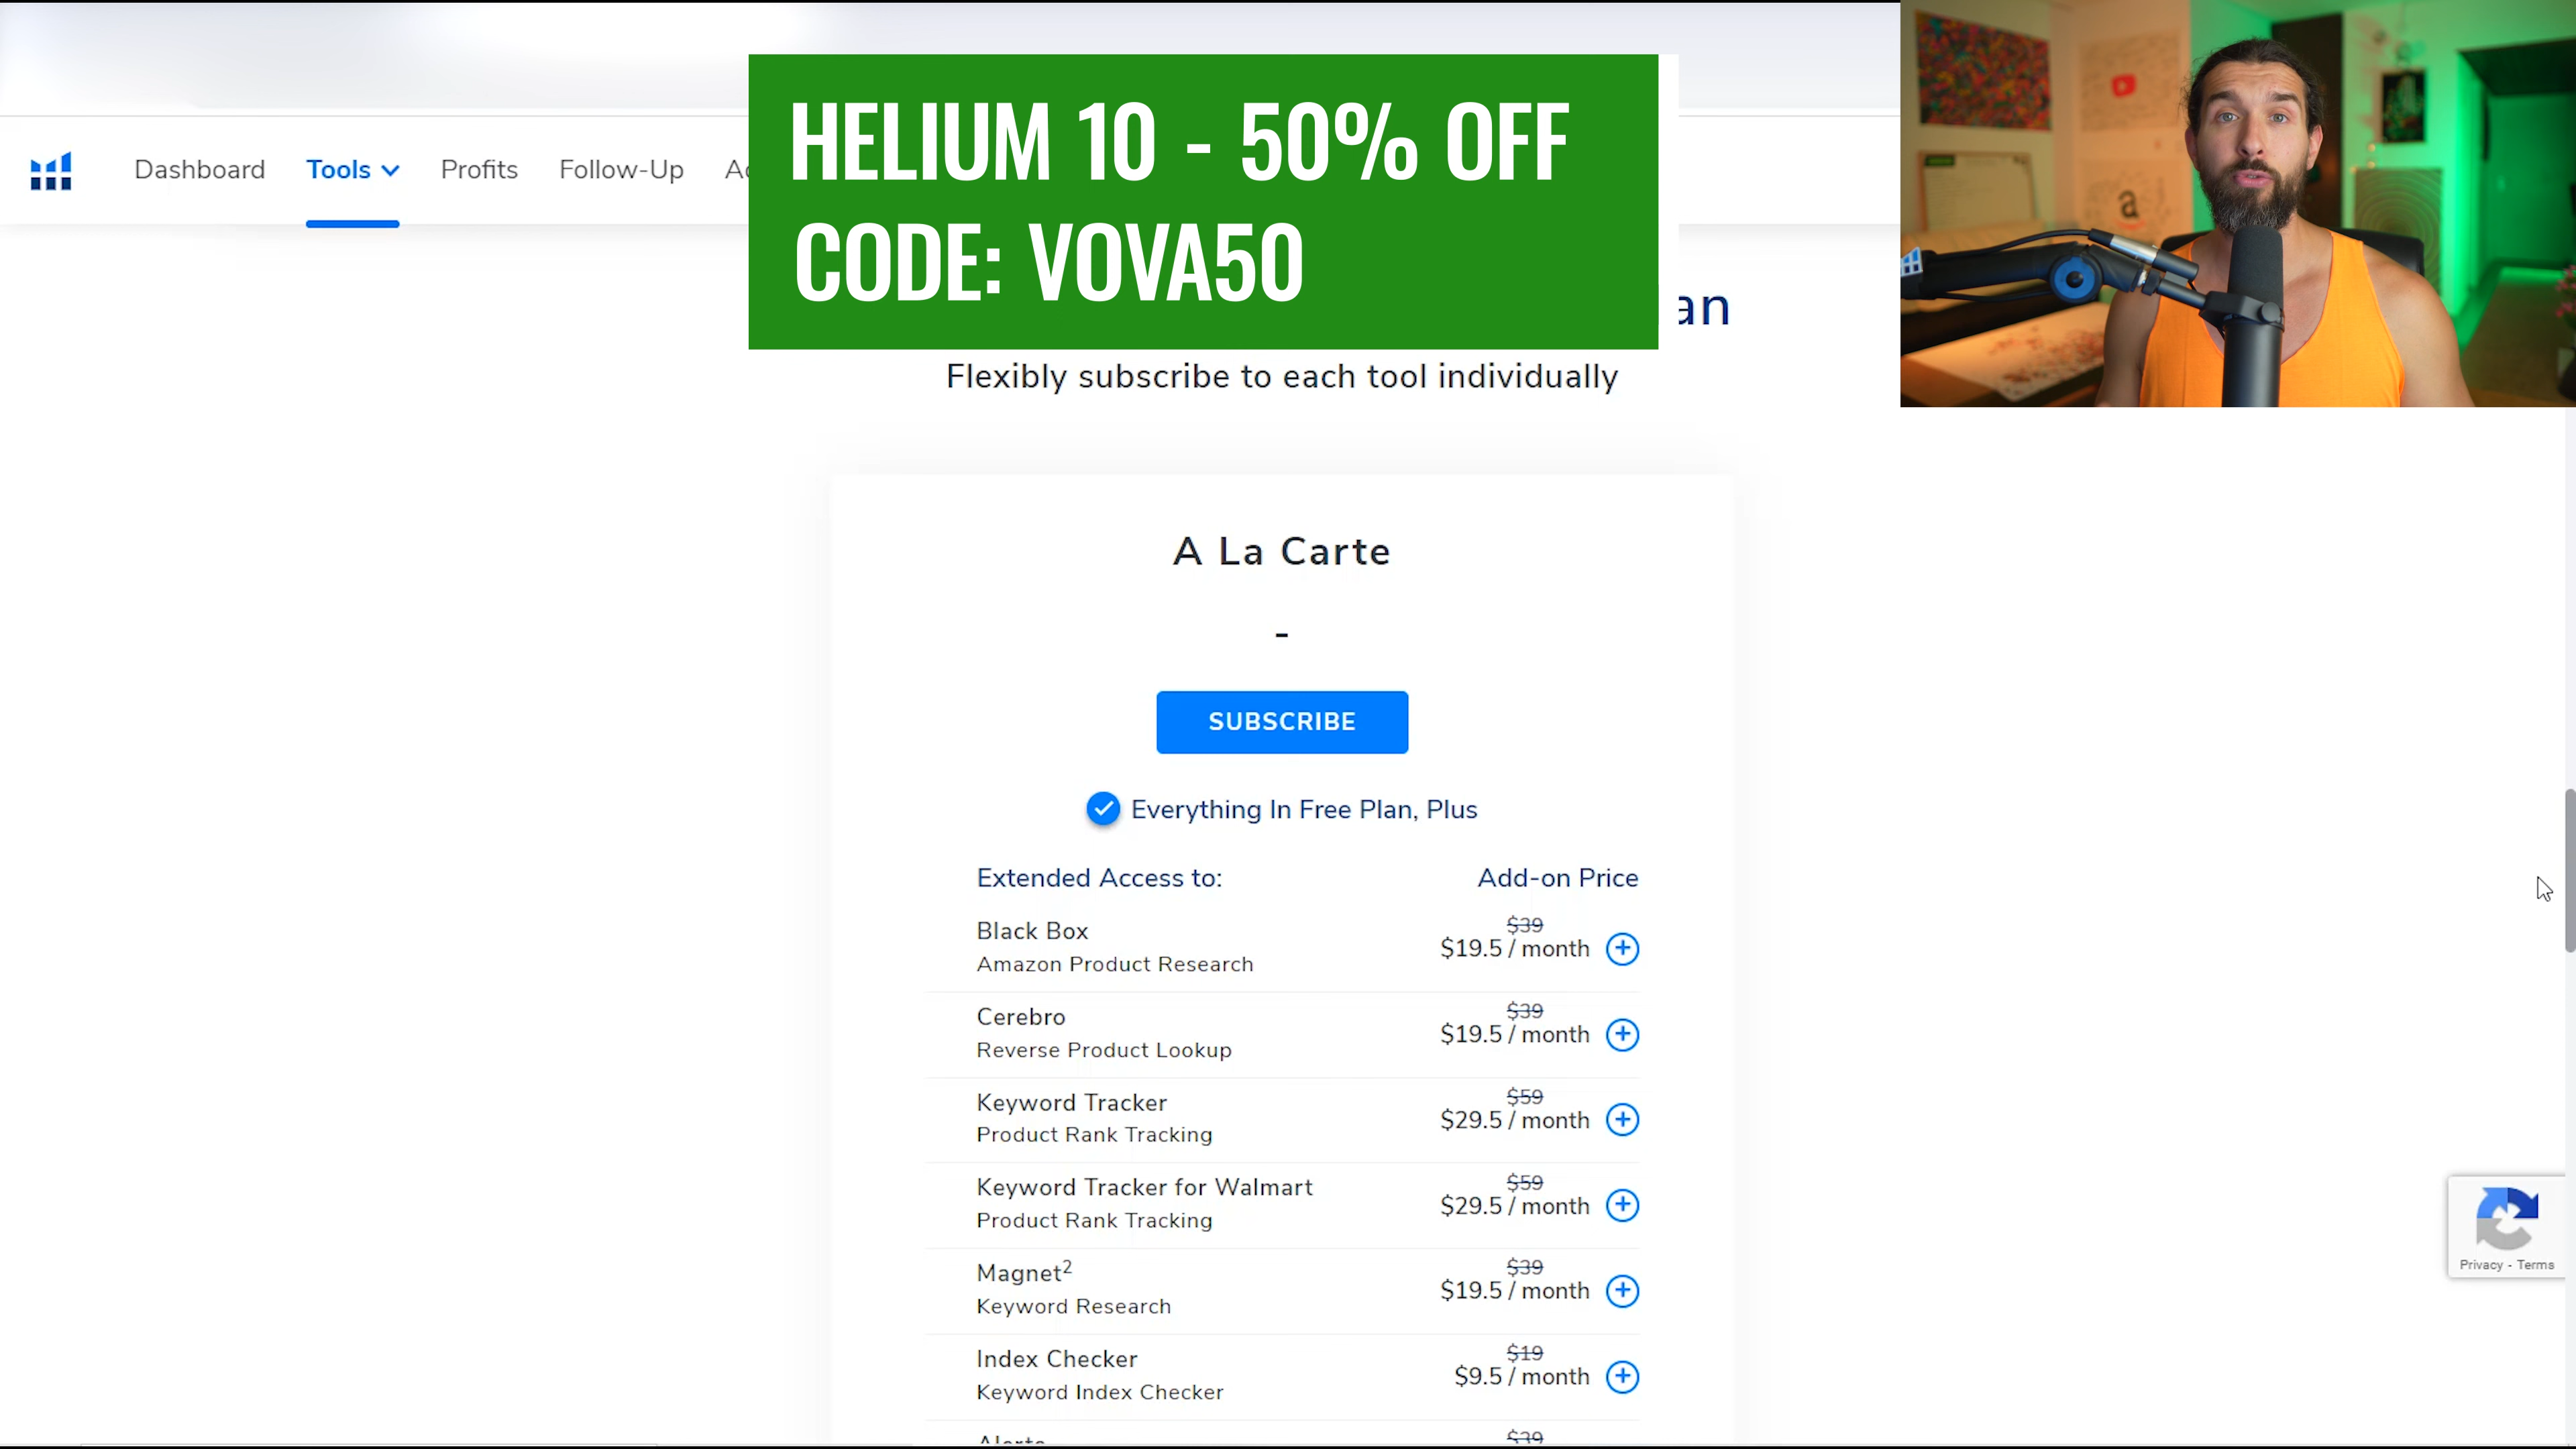 HELIUM 10 - 50% OFF
CODE: VOVA50
Dashboard
Tools
Profits
Follow-Up
an
Flexibly subscribe to each tool individually
A La Carte
-
SUBSCRIBE
Everything In Free Plan, Plus
Extended Access to:
Add-on Price
Black Box
Amazon Product Research
$39
$19.5 / month
Cerebro
Reverse Product Lookup
$39
$19.5 / month
Keyword Tracker
Product Rank Tracking
$59
$29.5 / month
Keyword Tracker for Walmart
Product Rank Tracking
$59
$29.5 / month
Magnet²
Keyword Research
$39
$19.5 / month
Index Checker
Keyword Index Checker
$19
$9.5 / month
$39
Privacy - Terms
a